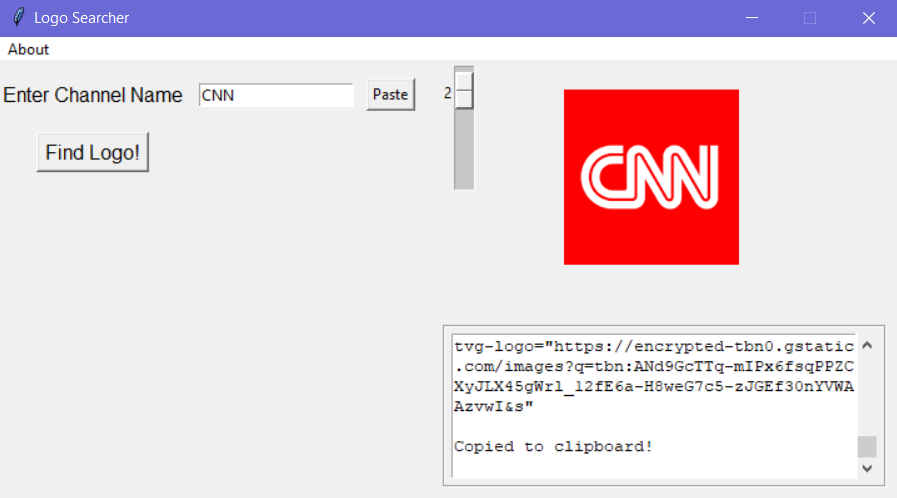 Logo Searcher
About
Enter Channel Name
CNN
Paste
2
Find Logo!
CNN
tvg-logo="https://encrypted-tbn0.gstatic
.com/images?q=tbn:ANd9GcTTq-mIPx6fsqPPZC
XyJLX45gWrl_12fE6a-H8weG7c5-zJGEf30nYVWA
AzvwI&s"
Copied to clipboard!